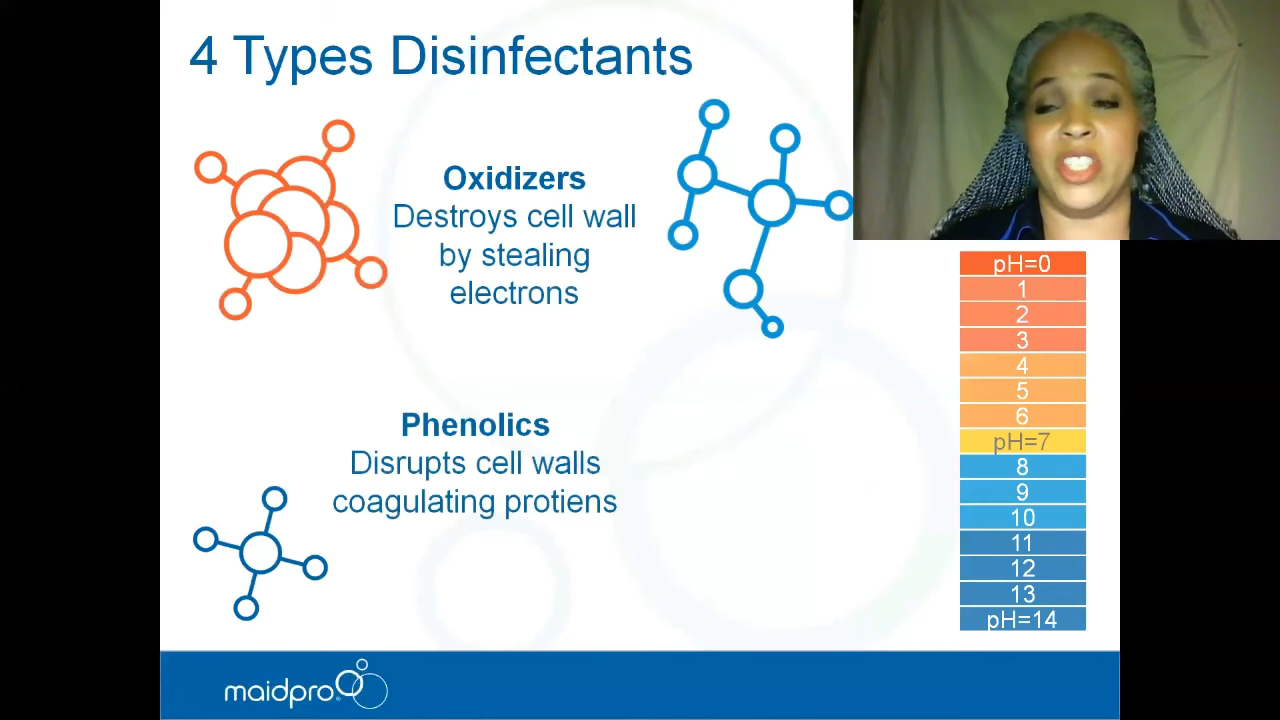 4 Types Disinfectants
Oxidizers
Destroys cell wall
by stealing
electrons
Phenolics
Disrupts cell walls
coagulating protiens
pH=0
1
2
3
4
5
6
pH=7
8
9
10
11
12
13
pH=14
maidpro